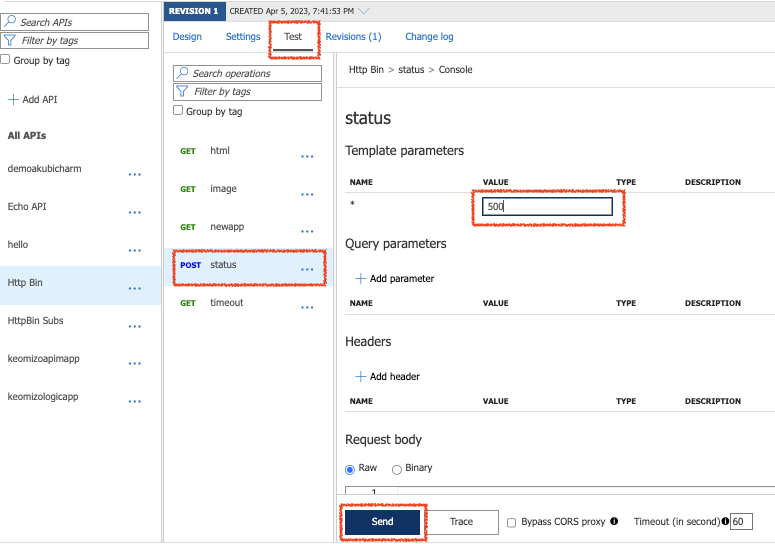 Search APIs
Filter by tags
Group by tag
Add API
All APIs
demoakubicharm
Echo API
hello
Http Bin
HttpBin Subs
keomizoapimapp
keomizologicapp
REVISION 1 CREATED Apr 5, 2023, 7:41:53 PM
Design Settings Test Revisions (1) Change log
Search operations
Filter by tags
Group by tag
GET html
GET image
GET newapp
POST status
GET timeout
Http Bin > status > Console
status
Template parameters
NAME VALUE TYPE DESCRIPTION
* 500
Query parameters
Add parameter
NAME VALUE TYPE DESCRIPTION
Headers
Add header
NAME VALUE TYPE DESCRIPTION
Request body
Raw Binary
1
Send Trace Bypass CORS proxy Timeout (in second) 60